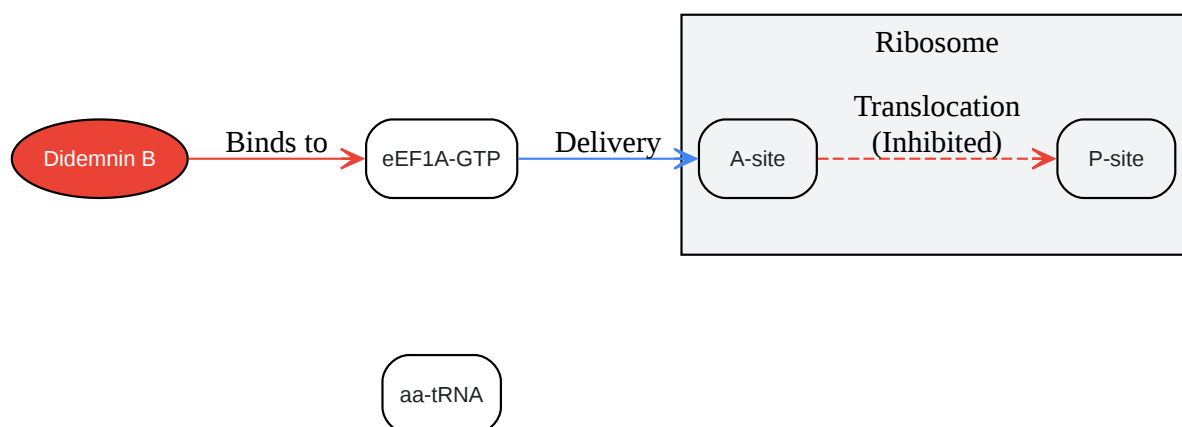 Ribosome
Translocation
(Inhibited)
Didemnin B
Binds to
eEF1A-GTP
Delivery
A-site
P-site
aa-tRNA